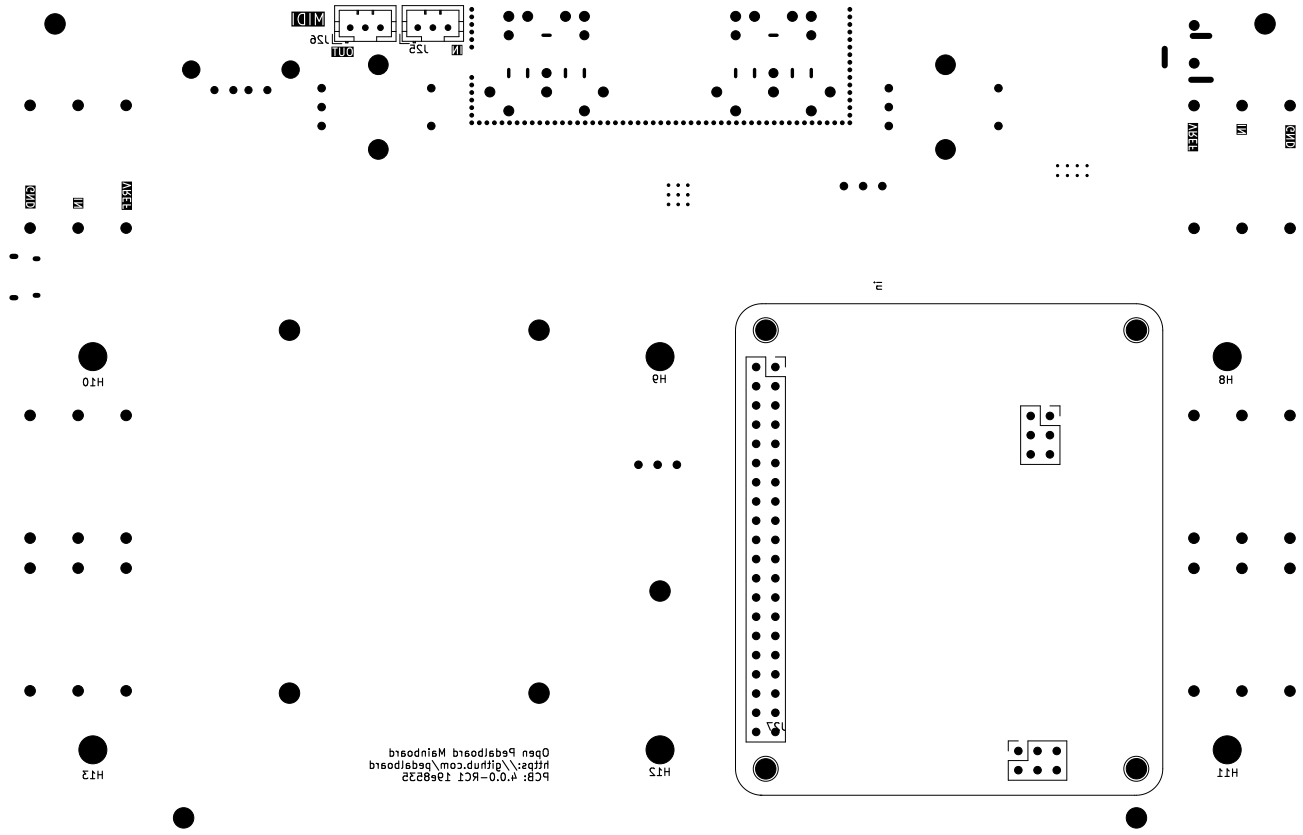 MIDI
J26
OUT
J25
IN
VREF
IN
GND
GND
IN
VREF
in
H10
H9
H8
J27
Open Pedalboard Mainboard
https://github.com/pedalboard
PCB: 4.0.0-RC1 19e8535
H13
H12
H11